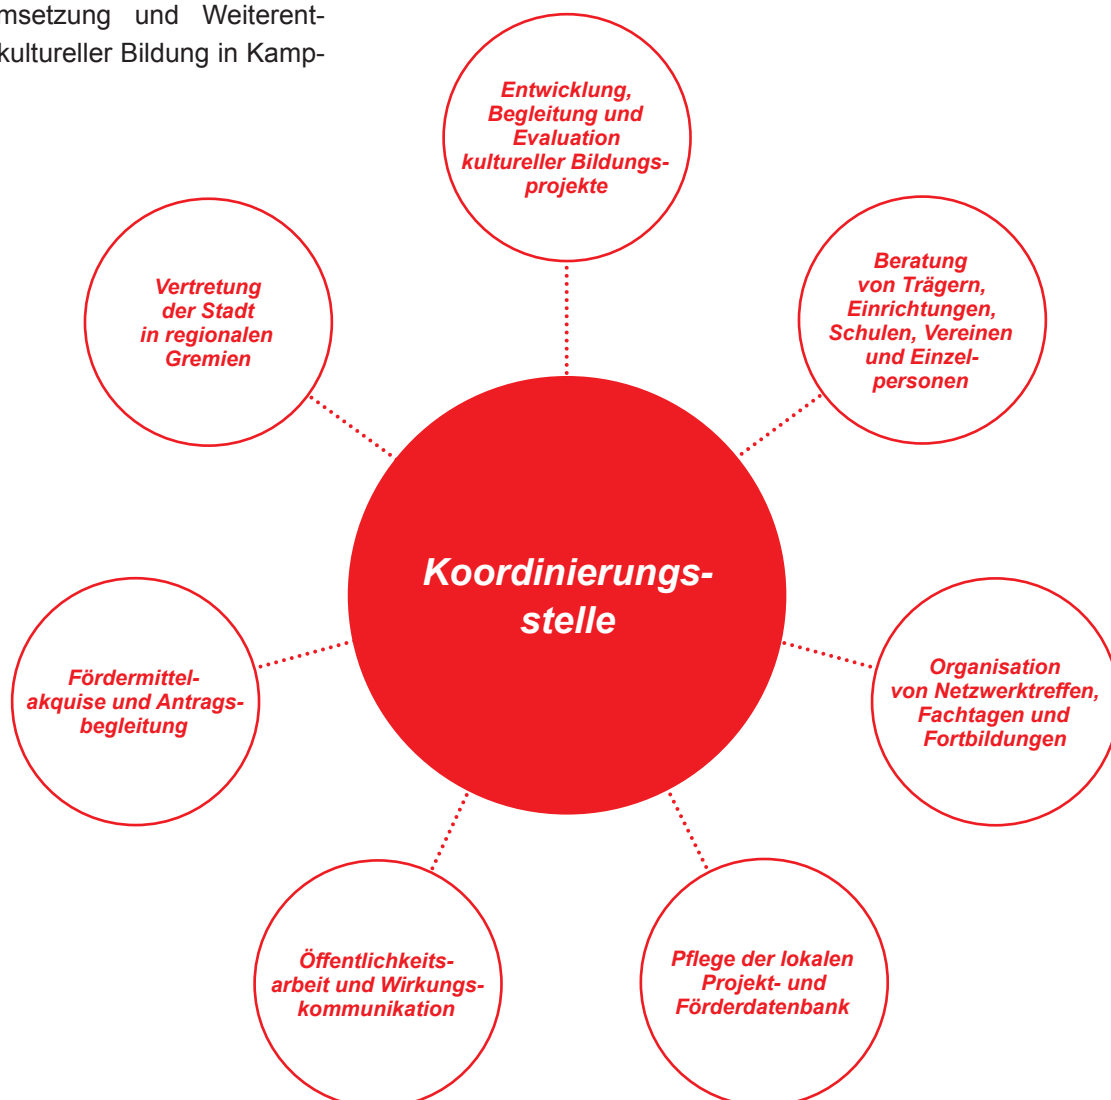 msetzung und Weiterent-
kultureller Bildung in Kamp-
Entwicklung,
Begleitung und
Evaluation
kultureller Bildungs-
projekte
Beratung
von Trägern,
Einrichtungen,
Schulen, Vereinen
und Einzel-
personen
Vertretung
der Stadt
in regionalen
Gremien
Koordinierungs-
stelle
Organisation
von Netzwerktreffen,
Fachtagen und
Fortbildungen
Fördermittel-
akquise und Antrags-
begleitung
Pflege der lokalen
Projekt- und
Förderdatenbank
Öffentlichkeits-
arbeit und Wirkungs-
kommunikation